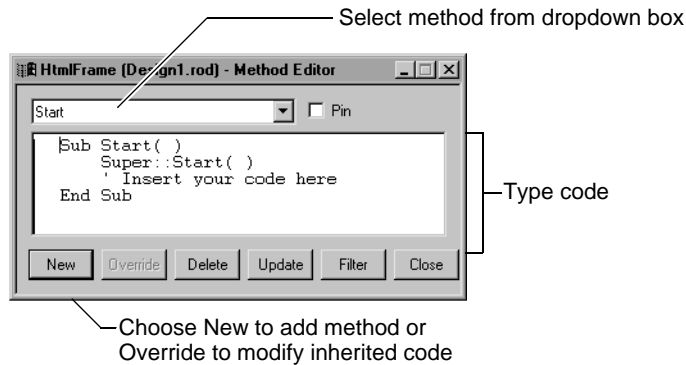 Select method from dropdown box
HtmlFrame (Design1.rod) - Method Editor
Start
Pin
Sub Start( )
Super::Start( )
' Insert your code here
End Sub
Type code
New Override Delete Update Filter Close
Choose New to add method or
Override to modify inherited code